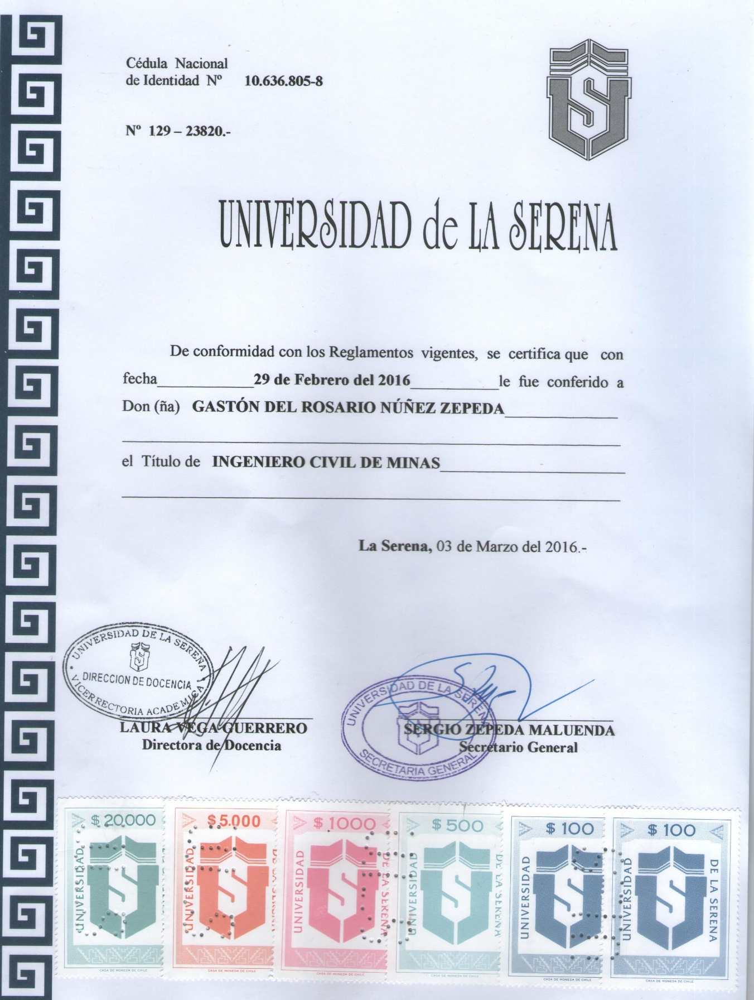 Cédula Nacional
de Identidad Nº 10.636.805-8
Nº 129 – 23820.-
UNIVERSIDAD de LA SERENA
De conformidad con los Reglamentos vigentes, se certifica que con
fecha____________29 de Febrero del 2016___________le fue conferido a
Don (ña) GASTÓN DEL ROSARIO NÚÑEZ ZEPEDA______________
el Título de INGENIERO CIVIL DE MINAS_______________________
La Serena, 03 de Marzo del 2016.-
UNIVERSIDAD DE LA SERENA
DIRECCION DE DOCENCIA
VICERRECTORIA ACADEMICA
LAURA VEGA GUERRERO
Directora de Docencia
UNIVERSIDAD DE LA SERENA
SECRETARIA GENERAL
SERGIO ZEPEDA MALUENDA
Secretario General
$ 20.000
UNIVERSIDAD
CASA DE MONEDA DE CHILE
$ 5.000
UNIVERSIDAD
CASA DE MONEDA DE CHILE
$ 1000
UNIVERSIDAD
DE LA SERENA
CASA DE MONEDA DE CHILE
$ 500
UNIVERSIDAD
DE LA SERENA
CASA DE MONEDA DE CHILE
$ 100
UNIVERSIDAD
CASA DE MONEDA DE CHILE
$ 100
UNIVERSIDAD
DE LA SERENA
CASA DE MONEDA DE CHILE